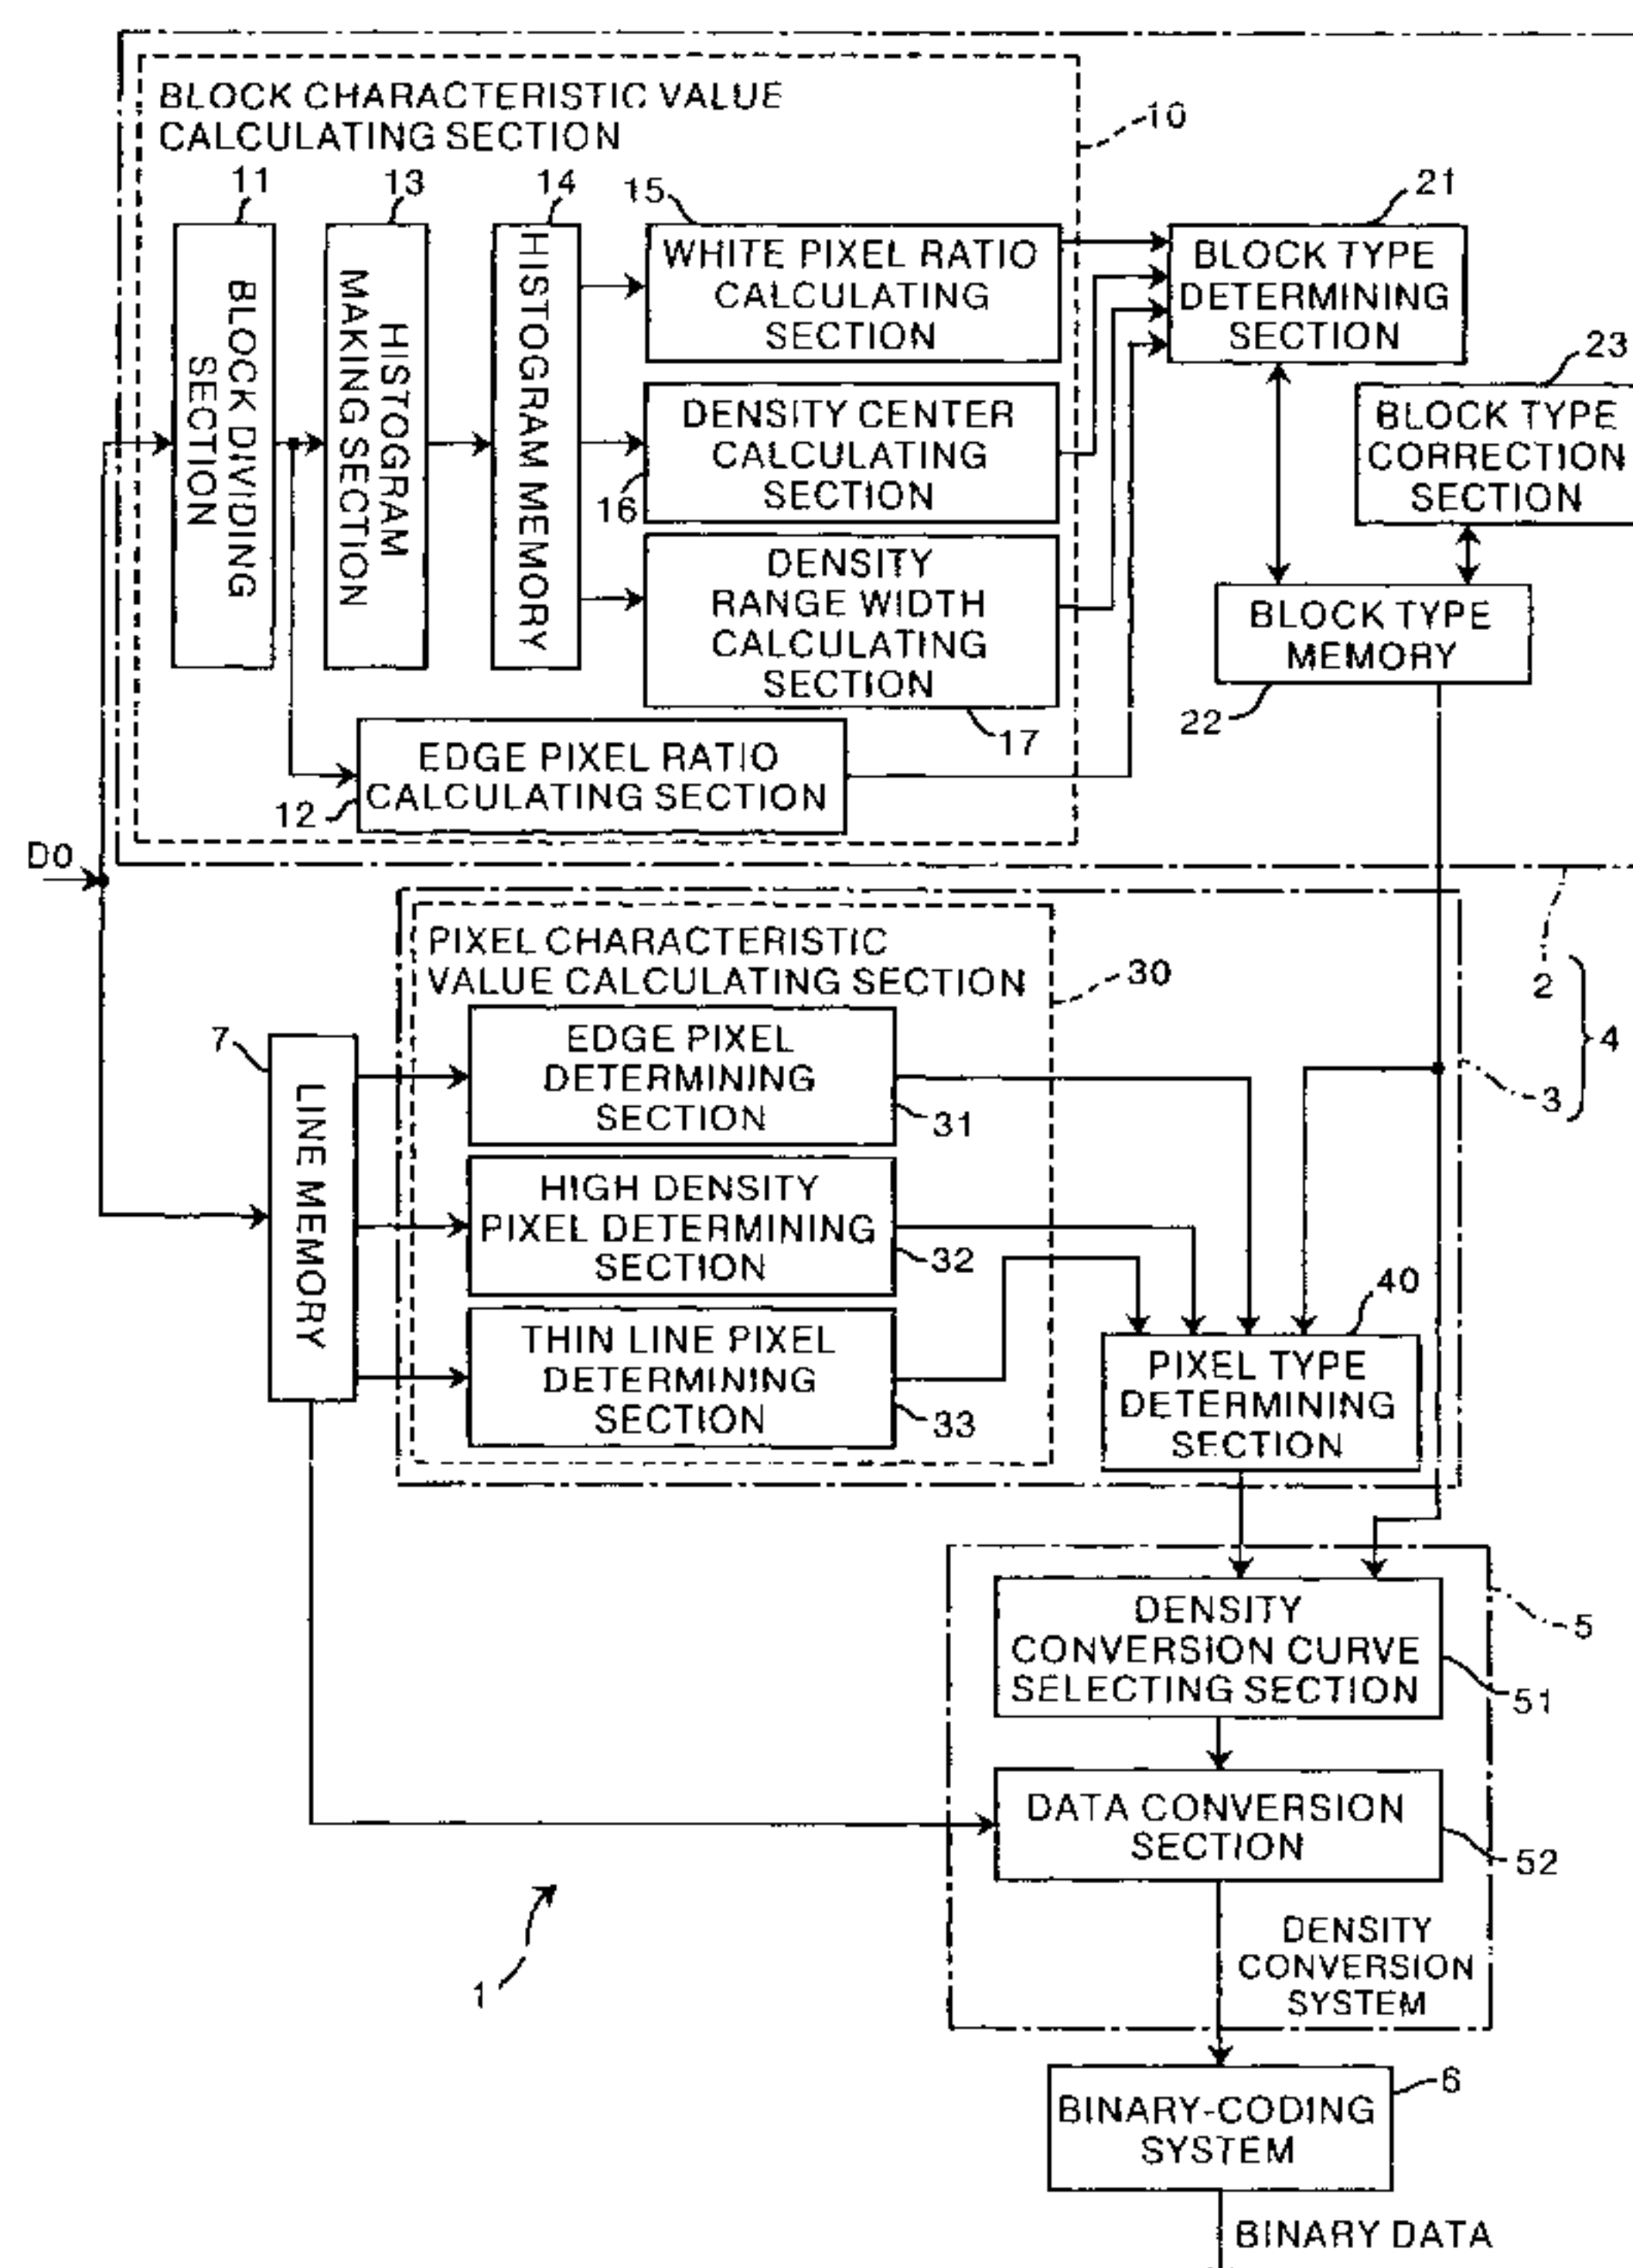 BLOCK CHARACTERISTIC VALUE
CALCULATING SECTION
10
11
13
14
15
21
BLOCK DIVIDING
SECTION
HISTOGRAM
MAKING SECTION
HISTOGRAM MEMORY
WHITE PIXEL RATIO
CALCULATING
SECTION
BLOCK TYPE
DETERMINING
SECTION
23
BLOCK TYPE
CORRECTION
SECTION
DENSITY CENTER
CALCULATING
SECTION
16
DENSITY
RANGE WIDTH
CALCULATING
SECTION
17
BLOCK TYPE
MEMORY
22
EDGE PIXEL RATIO
CALCULATING SECTION
12
D0
2
3
4
PIXEL CHARACTERISTIC
VALUE CALCULATING SECTION
30
7
LINE MEMORY
EDGE PIXEL
DETERMINING
SECTION
31
HIGH DENSITY
PIXEL DETERMINING
SECTION
32
THIN LINE PIXEL
DETERMINING
SECTION
33
40
PIXEL TYPE
DETERMINING
SECTION
5
DENSITY
CONVERSION CURVE
SELECTING SECTION
51
DATA CONVERSION
SECTION
52
DENSITY
CONVERSION
SYSTEM
1
6
BINARY-CODING
SYSTEM
BINARY DATA